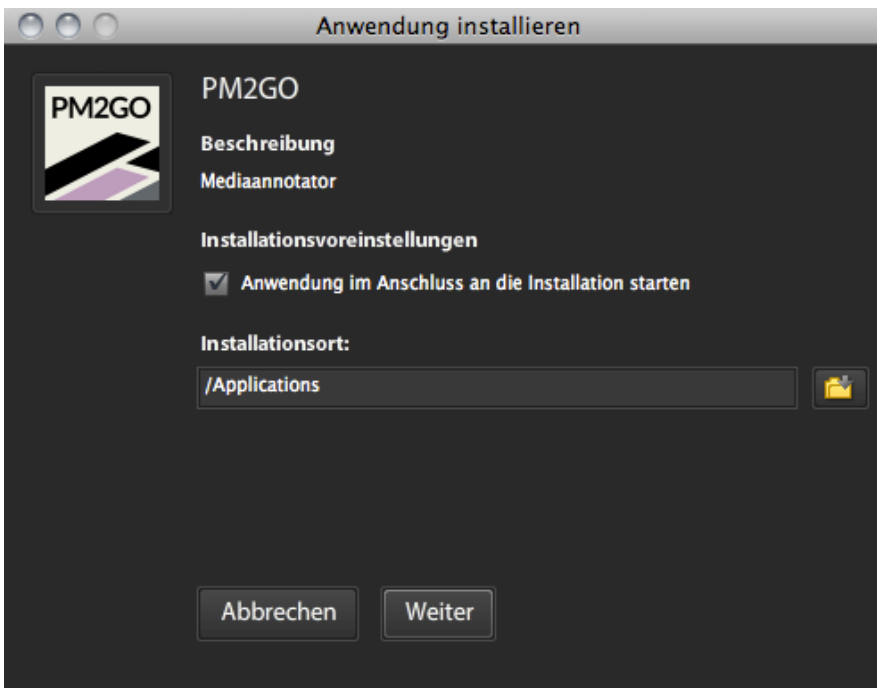 Anwendung installieren
PM2GO
PM2GO
Beschreibung
Mediaannotator
Installationsvoreinstellungen
Anwendung im Anschluss an die Installation starten
Installationsort:
/Applications
Abbrechen
Weiter